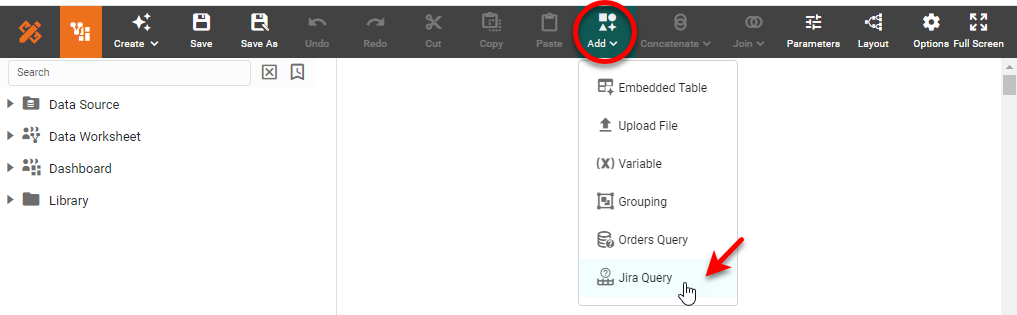 Create
Save
Save As
Undo
Redo
Cut
Copy
Paste
Add
Concatenate
Join
Parameters
Layout
Options
Full Screen
Search
Data Source
Data Worksheet
Dashboard
Library
Embedded Table
Upload File
(x) Variable
Grouping
Orders Query
Jira Query